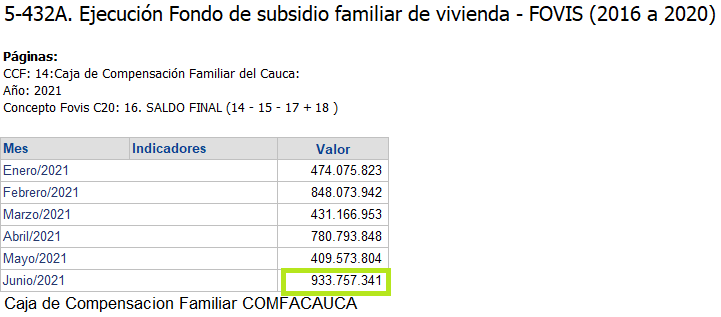 5-432A. Ejecución Fondo de subsidio familiar de vivienda - FOVIS (2016 a 2020)
Páginas:
CCF: 14:Caja de Compensación Familiar del Cauca:
Año: 2021
Concepto Fovis C20: 16. SALDO FINAL (14 - 15 - 17 + 18 )
Mes Indicadores Valor
Enero/2021 474.075.823
Febrero/2021 848.073.942
Marzo/2021 431.166.953
Abril/2021 780.793.848
Mayo/2021 409.573.804
Junio/2021 933.757.341
Caja de Compensacion Familiar COMFACAUCA